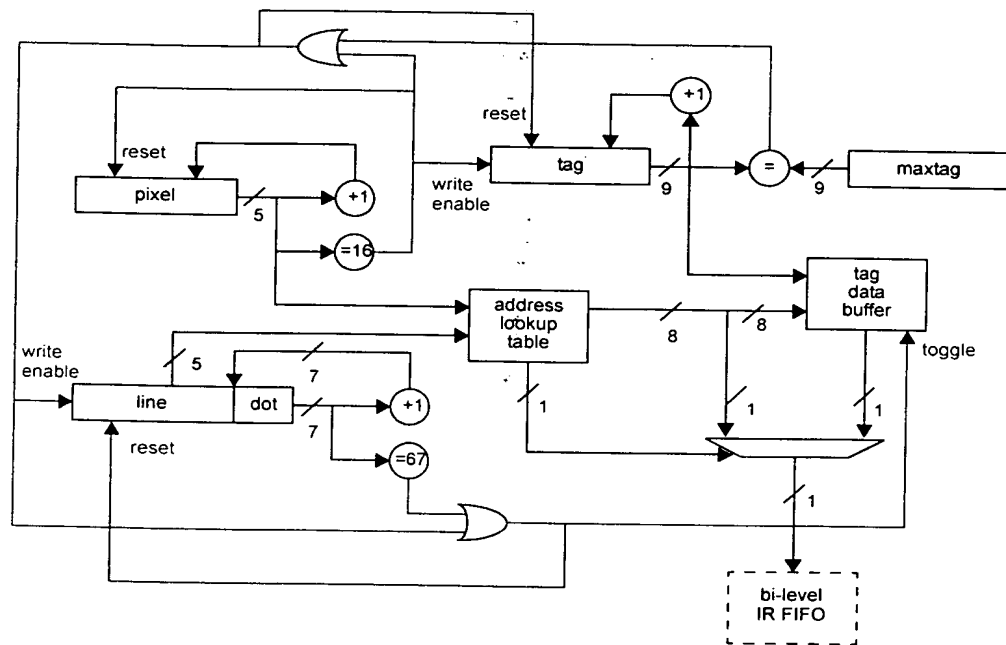 reset
+1
reset
tag
=
maxtag
9
9
write
enable
pixel
5
+1
=16
address
lookup
table
tag
data
buffer
8
8
toggle
write
enable
5
7
line
dot
7
+1
1
1
1
reset
=67
1
bi-level
IR FIFO